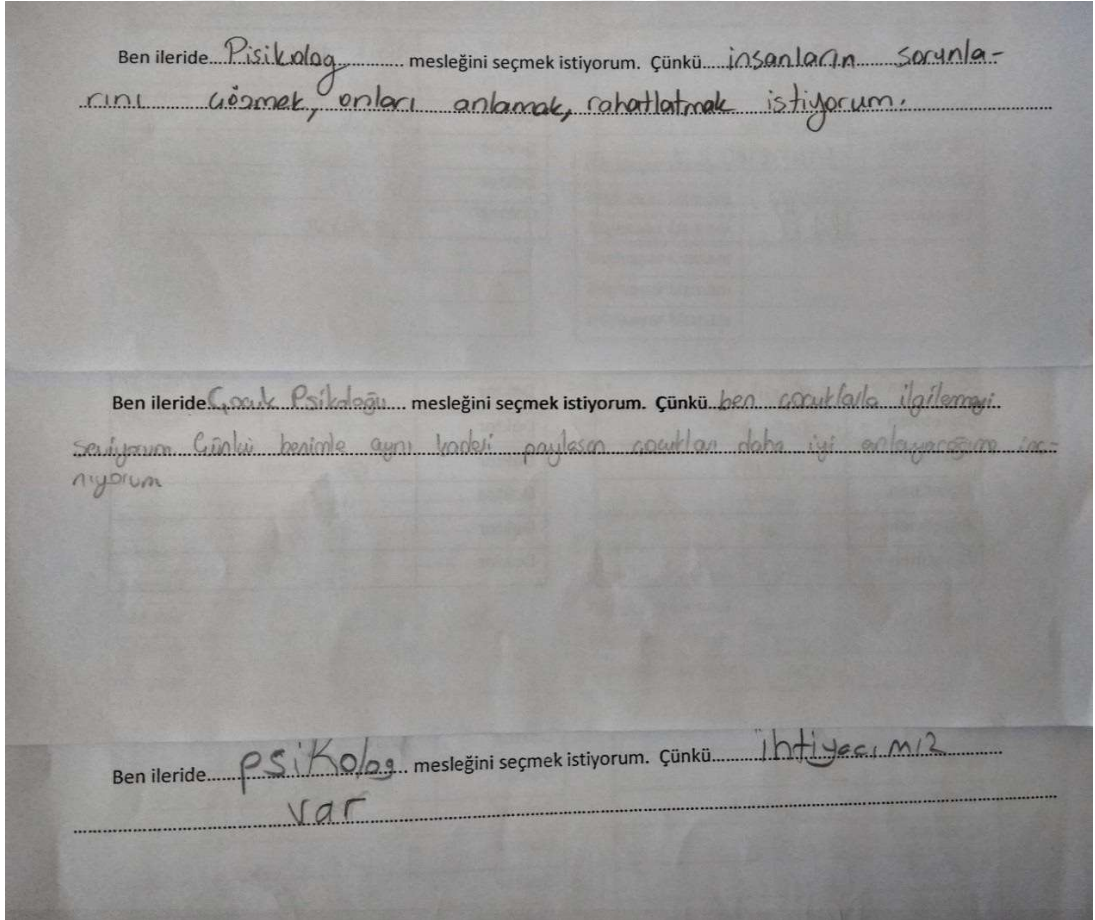 Ben ileride....Pisikolog............... mesleğini seçmek istiyorum. Çünkü.....insanların........sorunla-
rını çözmek, onları anlamak, rahatlatmak istiyorum.
Ben ileride Çocuk Psikoloğu.... mesleğini seçmek istiyorum. Çünkü..ben çocuklarla ilgilemeyi
seviyorum Çünkü benimle aynı kaderi paylaşan çocukları daha iyi anlayacağıma ina-
nıyorum
Ben ileride.......psikolog.. mesleğini seçmek istiyorum. Çünkü..........ihtiyacımız..........
var